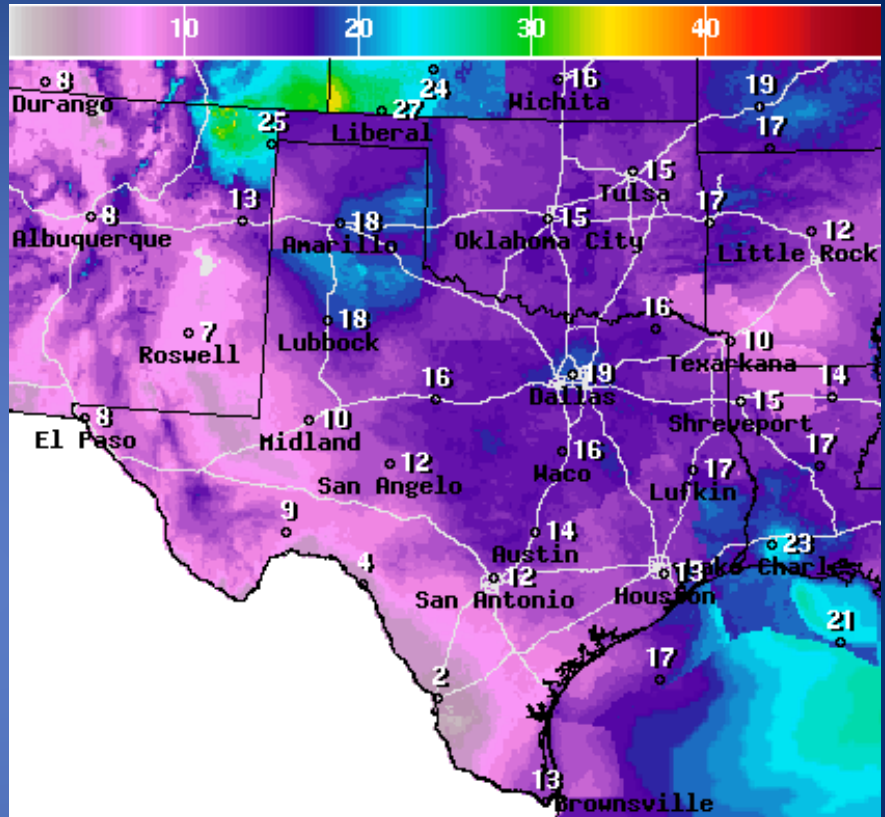 10 20 30 40
8
Durango
24
16
Wichita
19
27
Liberal
25
17
15
Tulsa
8
Albuquerque
13
18
Amarillo
15
Oklahoma City
17
12
Little Rock
7
Roswell
18
Lubbock
16
10
Texarkana
19
Dallas
16
14
15
Shreveport
8
El Paso
10
Midland
12
San Angelo
16
Waco
17
Lufkin
17
9
14
Austin
23
Lake Charles
4
12
San Antonio
13
Houston
21
2
17
13
Brownsville